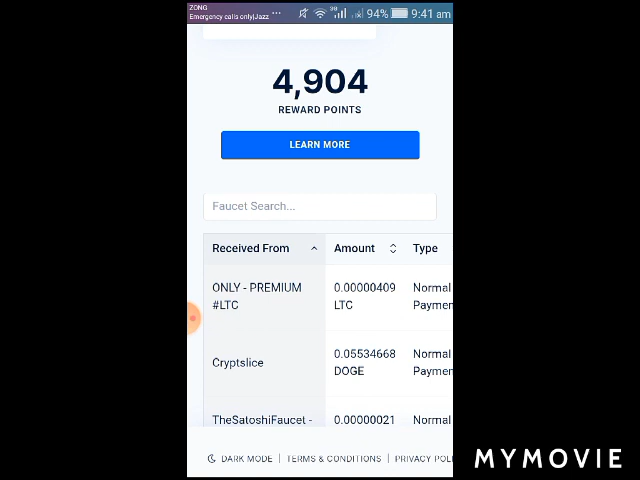 ZONG
Emergency calls only|Jazz ... 3G 94% 9:41 am
4,904
REWARD POINTS
LEARN MORE
Faucet Search...
Received From Amount Type
ONLY - PREMIUM 0.00000409 Normal
#LTC LTC Paymen
Cryptslice 0.05534668 Normal
DOGE Paymen
TheSatoshiFaucet - 0.00000021 Normal
DARK MODE | TERMS & CONDITIONS | PRIVACY POLI
MYMOVIE